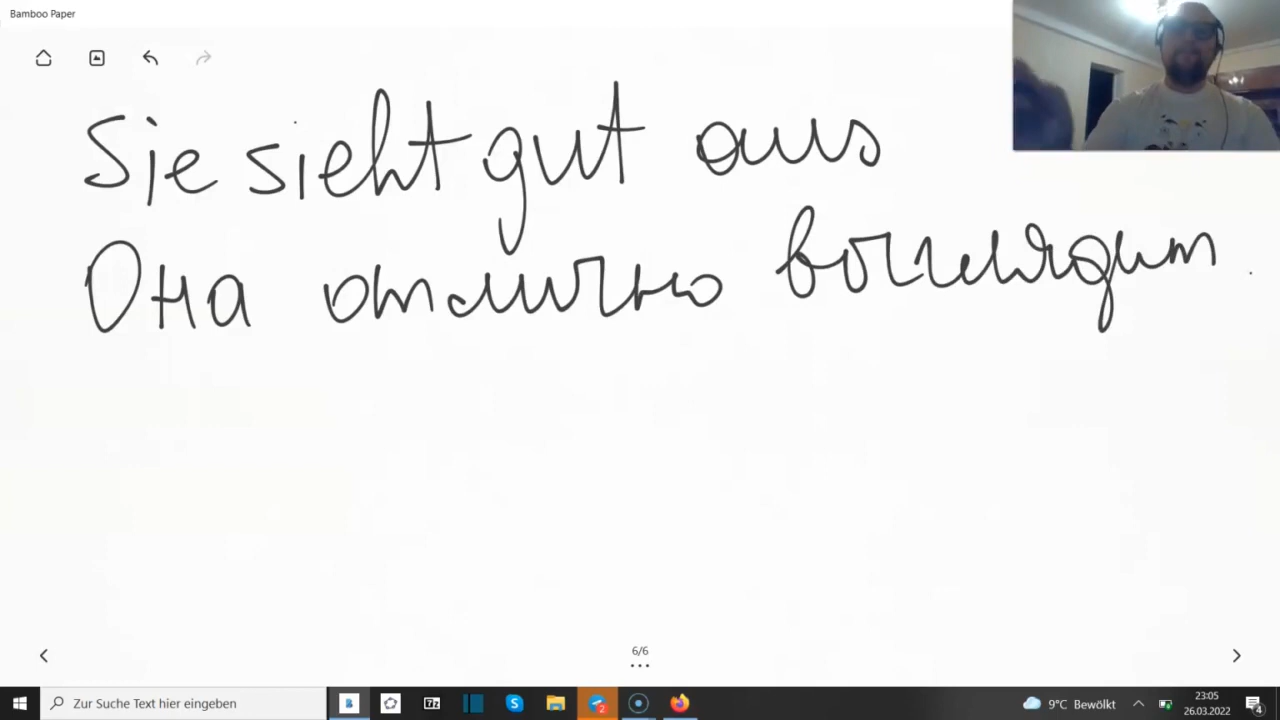 Bamboo Paper
Sie sieht gut aus
Она отлично выглядит
6/6
Zur Suche Text hier eingeben
9°C Bewölkt
23:05
26.03.2022